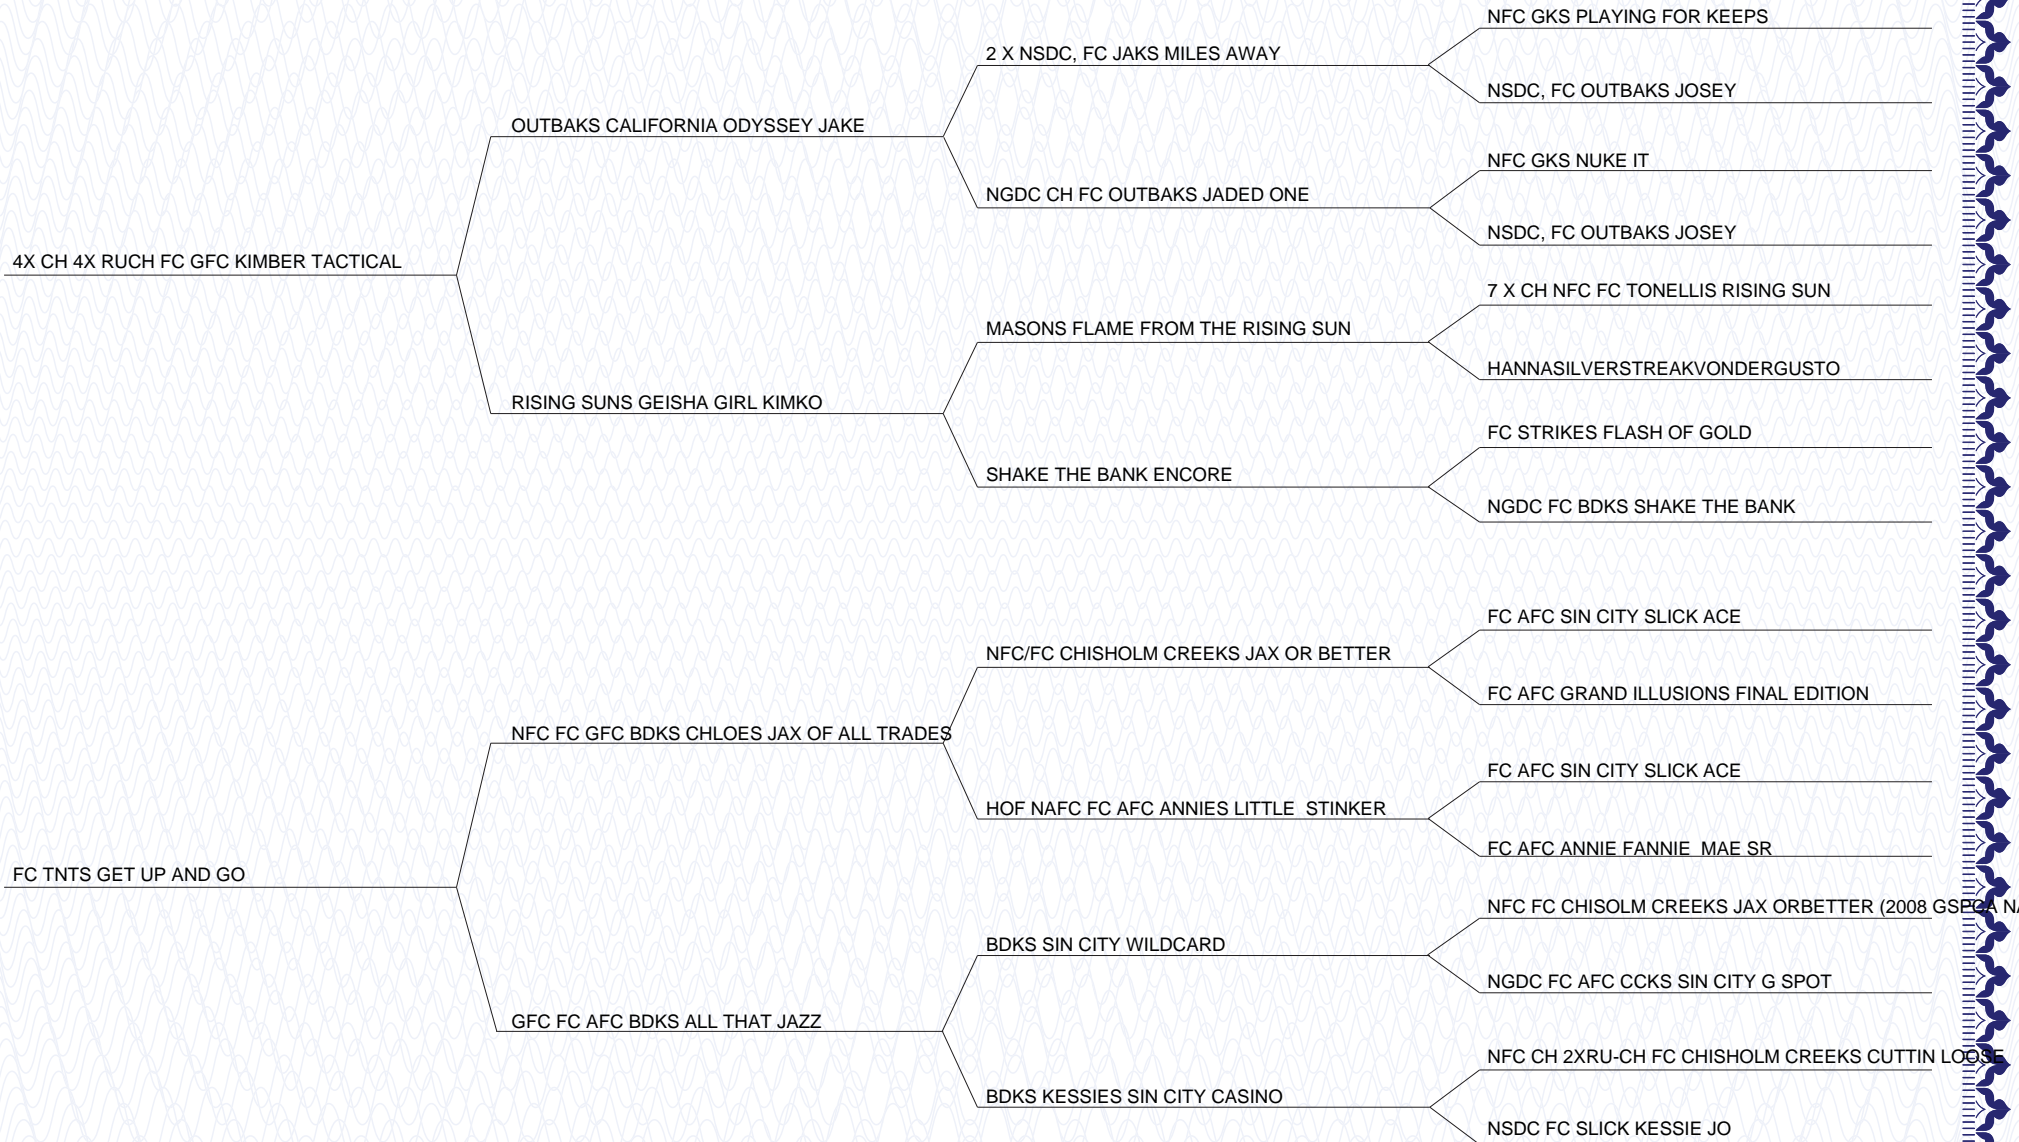 NFC GKS PLAYING FOR KEEPS
2 X NSDC, FC JAKS MILES AWAY
NSDC, FC OUTBAKS JOSEY
OUTBAKS CALIFORNIA ODYSSEY JAKE
NFC GKS NUKE IT
NGDC CH FC OUTBAKS JADED ONE
NSDC, FC OUTBAKS JOSEY
4X CH 4X RUCH FC GFC KIMBER TACTICAL
7 X CH NFC FC TONELLIS RISING SUN
MASONS FLAME FROM THE RISING SUN
HANNASILVERSTREAKVONDERGUSTO
RISING SUNS GEISHA GIRL KIMKO
FC STRIKES FLASH OF GOLD
SHAKE THE BANK ENCORE
NGDC FC BDKS SHAKE THE BANK
FC AFC SIN CITY SLICK ACE
NFC/FC CHISHOLM CREEKS JAX OR BETTER
FC AFC GRAND ILLUSIONS FINAL EDITION
NFC FC GFC BDKS CHLOES JAX OF ALL TRADES
FC AFC SIN CITY SLICK ACE
HOF NAFC FC AFC ANNIES LITTLE  STINKER
FC AFC ANNIE FANNIE  MAE SR
FC TNTS GET UP AND GO
NFC FC CHISOLM CREEKS JAX ORBETTER (2008 GSPCA NA
BDKS SIN CITY WILDCARD
NGDC FC AFC CCKS SIN CITY G SPOT
GFC FC AFC BDKS ALL THAT JAZZ
NFC CH 2XRU-CH FC CHISHOLM CREEKS CUTTIN LOOSE
BDKS KESSIES SIN CITY CASINO
NSDC FC SLICK KESSIE JO